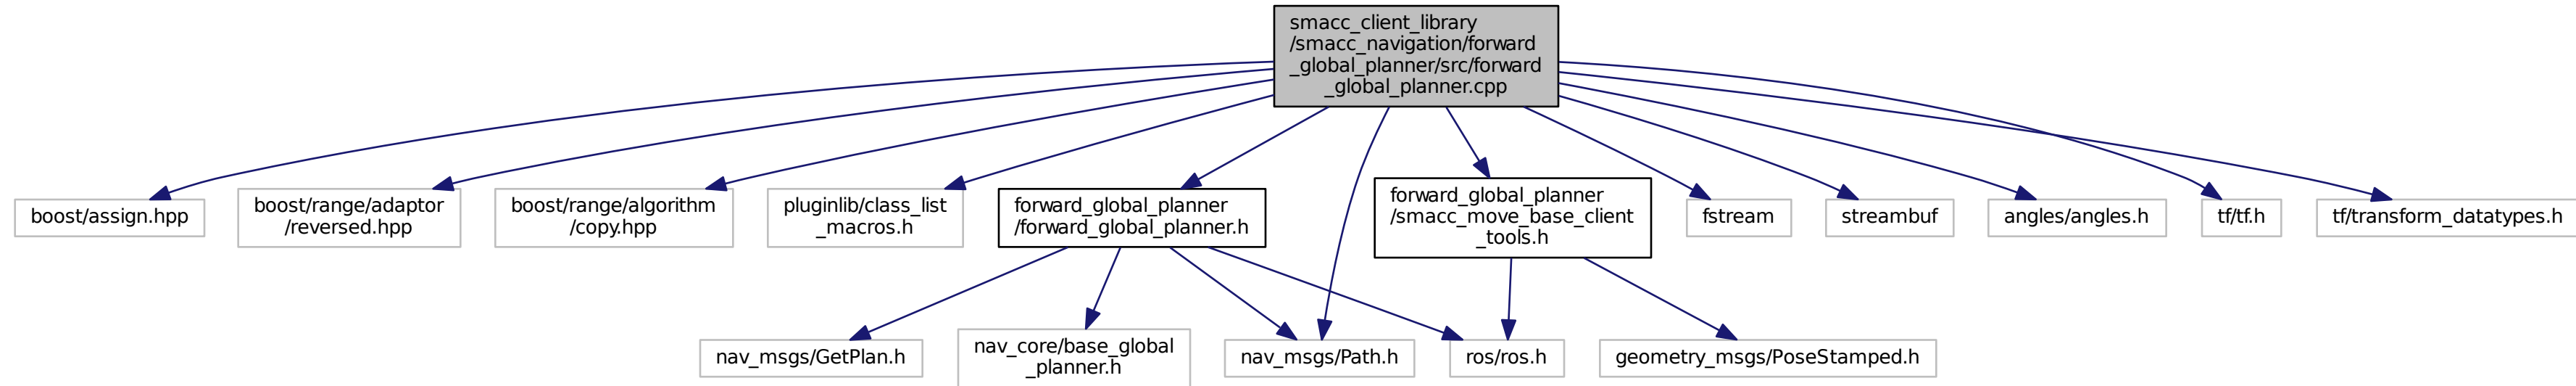 smacc_client_library
/smacc_navigation/forward
_global_planner/src/forward
_global_planner.cpp
boost/assign.hpp
boost/range/adaptor
/reversed.hpp
boost/range/algorithm
/copy.hpp
pluginlib/class_list
_macros.h
forward_global_planner
/forward_global_planner.h
forward_global_planner
/smacc_move_base_client
_tools.h
fstream
streambuf
angles/angles.h
tf/tf.h
tf/transform_datatypes.h
nav_msgs/GetPlan.h
nav_core/base_global
_planner.h
nav_msgs/Path.h
ros/ros.h
geometry_msgs/PoseStamped.h